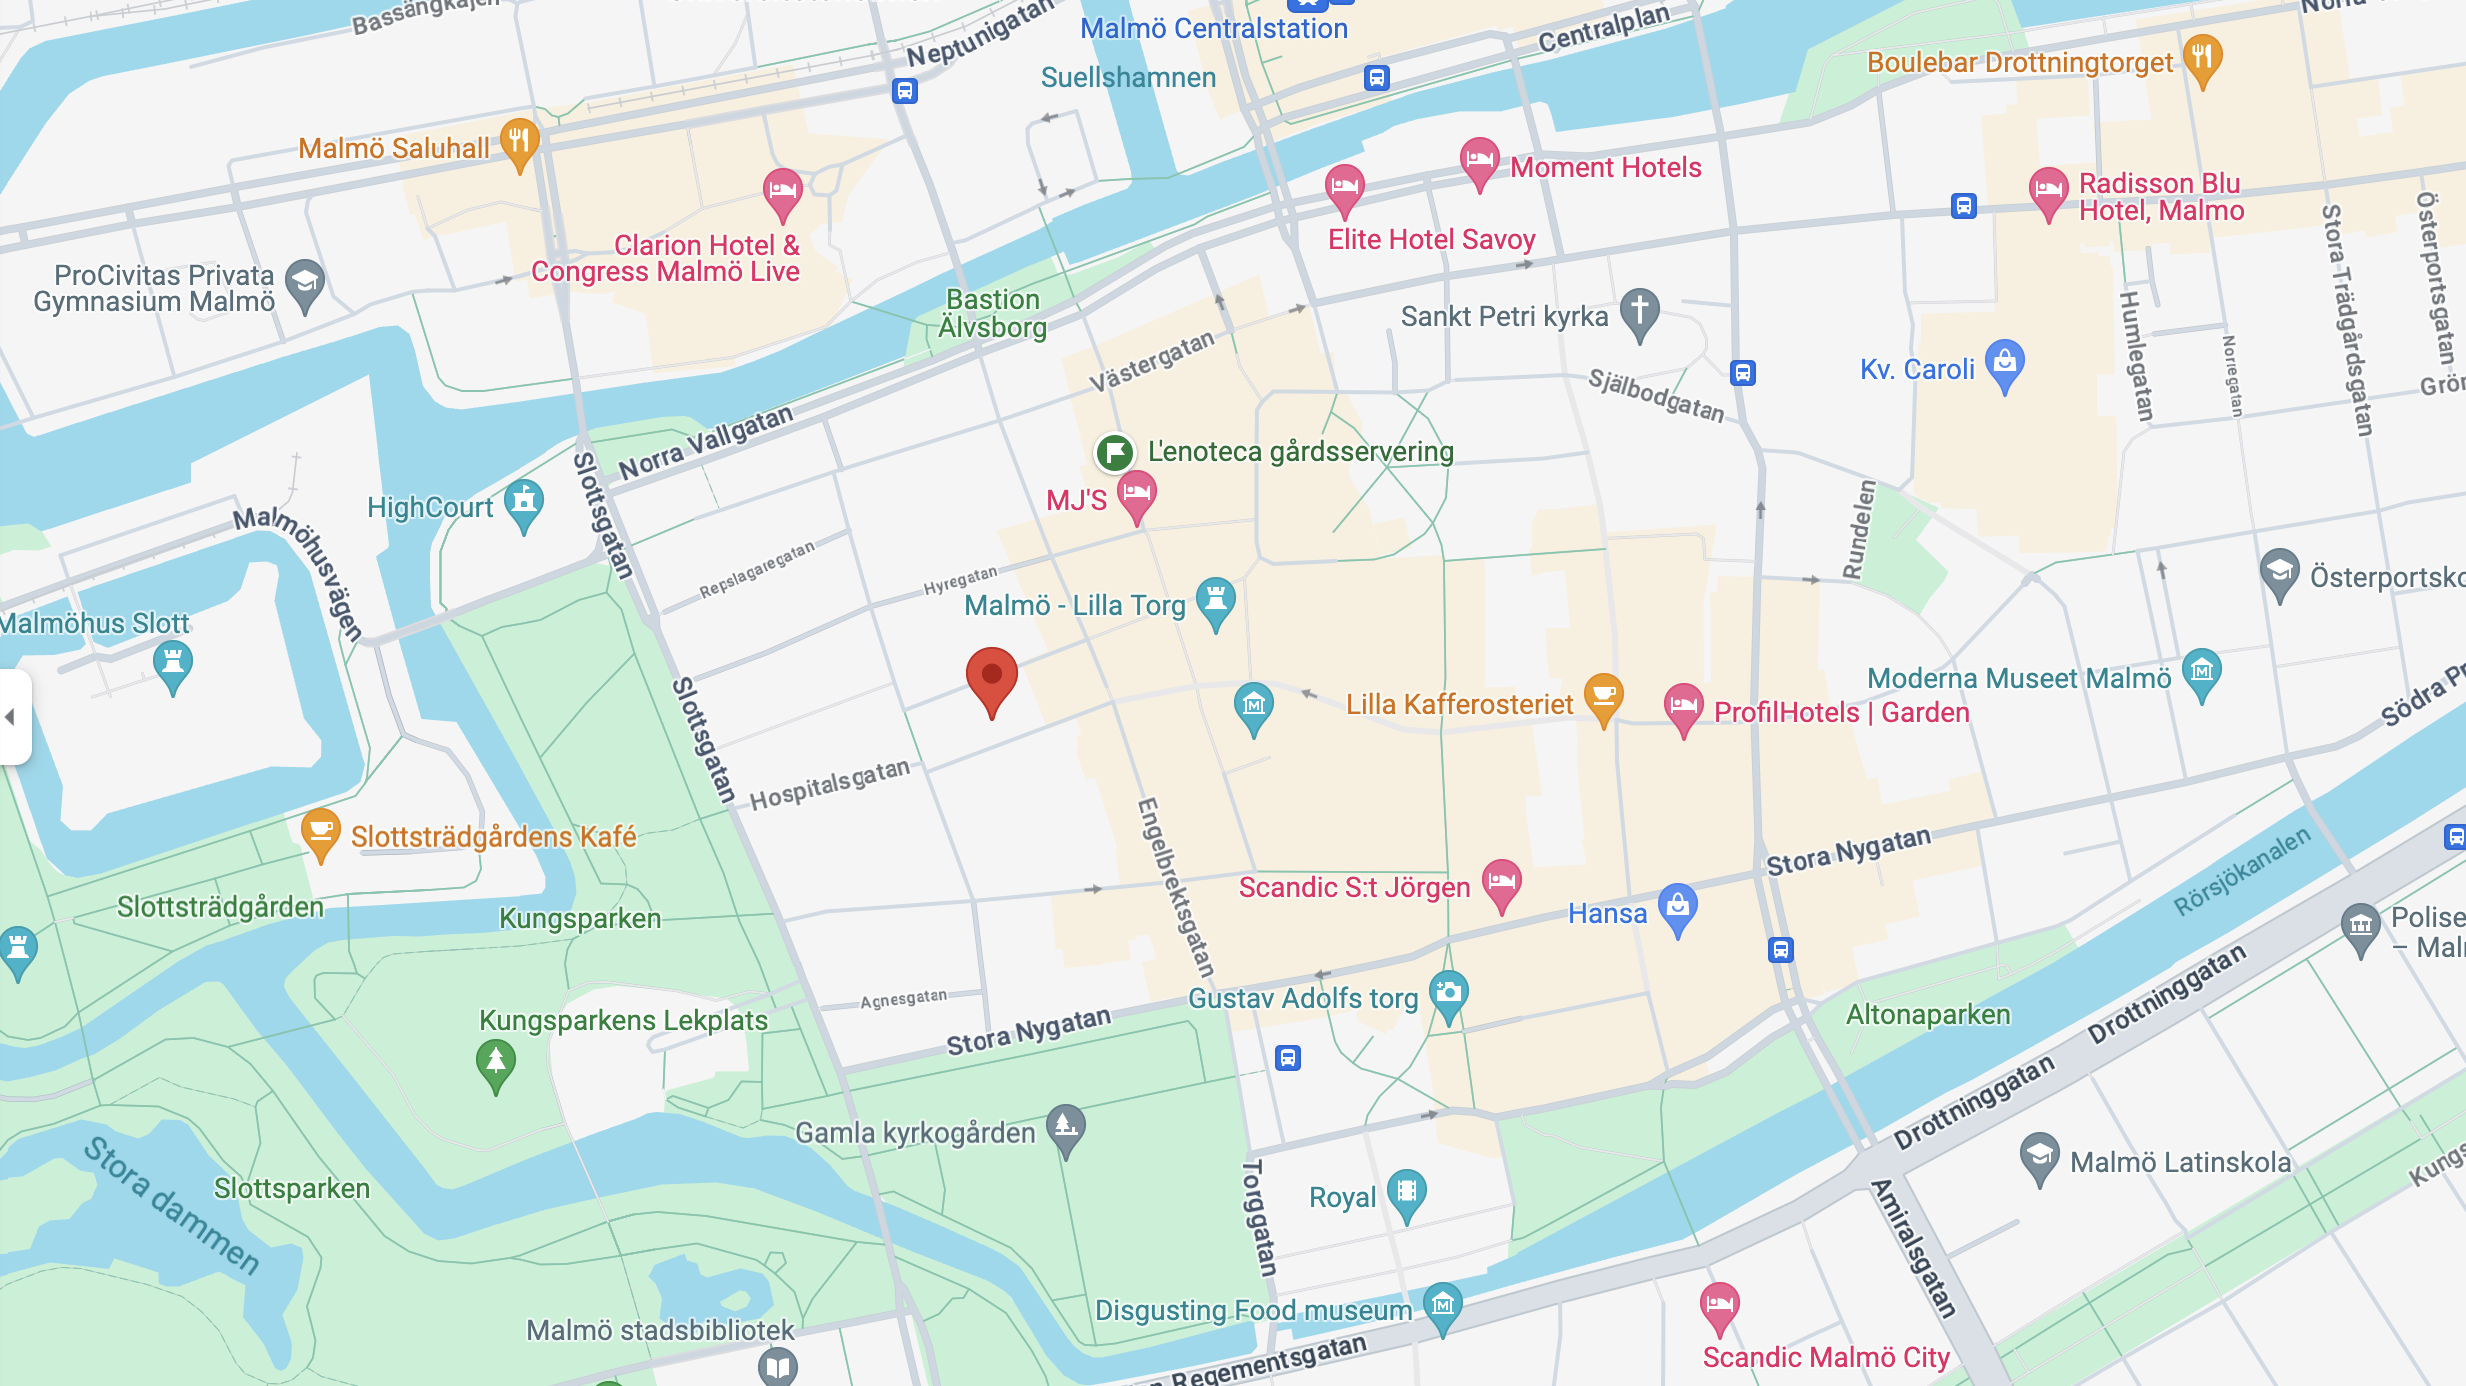 Bassängkajen
Neptunigatan
Malmö Centralstation
Centralplan
Norra
Suellshamnen
Boulebar Drottningtorget
Malmö Saluhall
Moment Hotels
Radisson Blu
Hotel, Malmo
Clarion Hotel &
Congress Malmö Live
Elite Hotel Savoy
ProCivitas Privata
Gymnasium Malmö
Bastion
Älvsborg
Sankt Petri kyrka
Västergatan
Själbodgatan
Kv. Caroli
Humlegatan
Norregatan
Stora Trädgårdsgatan
Österportsgatan
Grön
Norra Vallgatan
L'enoteca gårdsservering
MJ'S
HighCourt
Slottsgatan
Malmöhusvägen
Rundelen
Repslagaregatan
Hyregatan
Malmö - Lilla Torg
Österportsko
Malmöhus Slott
Slottsgatan
Lilla Kafferosteriet
ProfilHotels | Garden
Moderna Museet Malmö
Södra Pr
Hospitalsgatan
Slottsträdgårdens Kafé
Engelbrektsgatan
Stora Nygatan
Rörsjökanalen
Scandic S:t Jörgen
Hansa
Slottsträdgården
Kungsparken
Polise
– Mal
Agnesgatan
Gustav Adolfs torg
Altonaparken
Drottninggatan
Kungsparkens Lekplats
Stora Nygatan
Drottninggatan
Gamla kyrkogården
Malmö Latinskola
Kungs
Stora dammen
Slottsparken
Royal
Torggatan
Amiralsgatan
Disgusting Food museum
Malmö stadsbibliotek
Regementsgatan
Scandic Malmö City